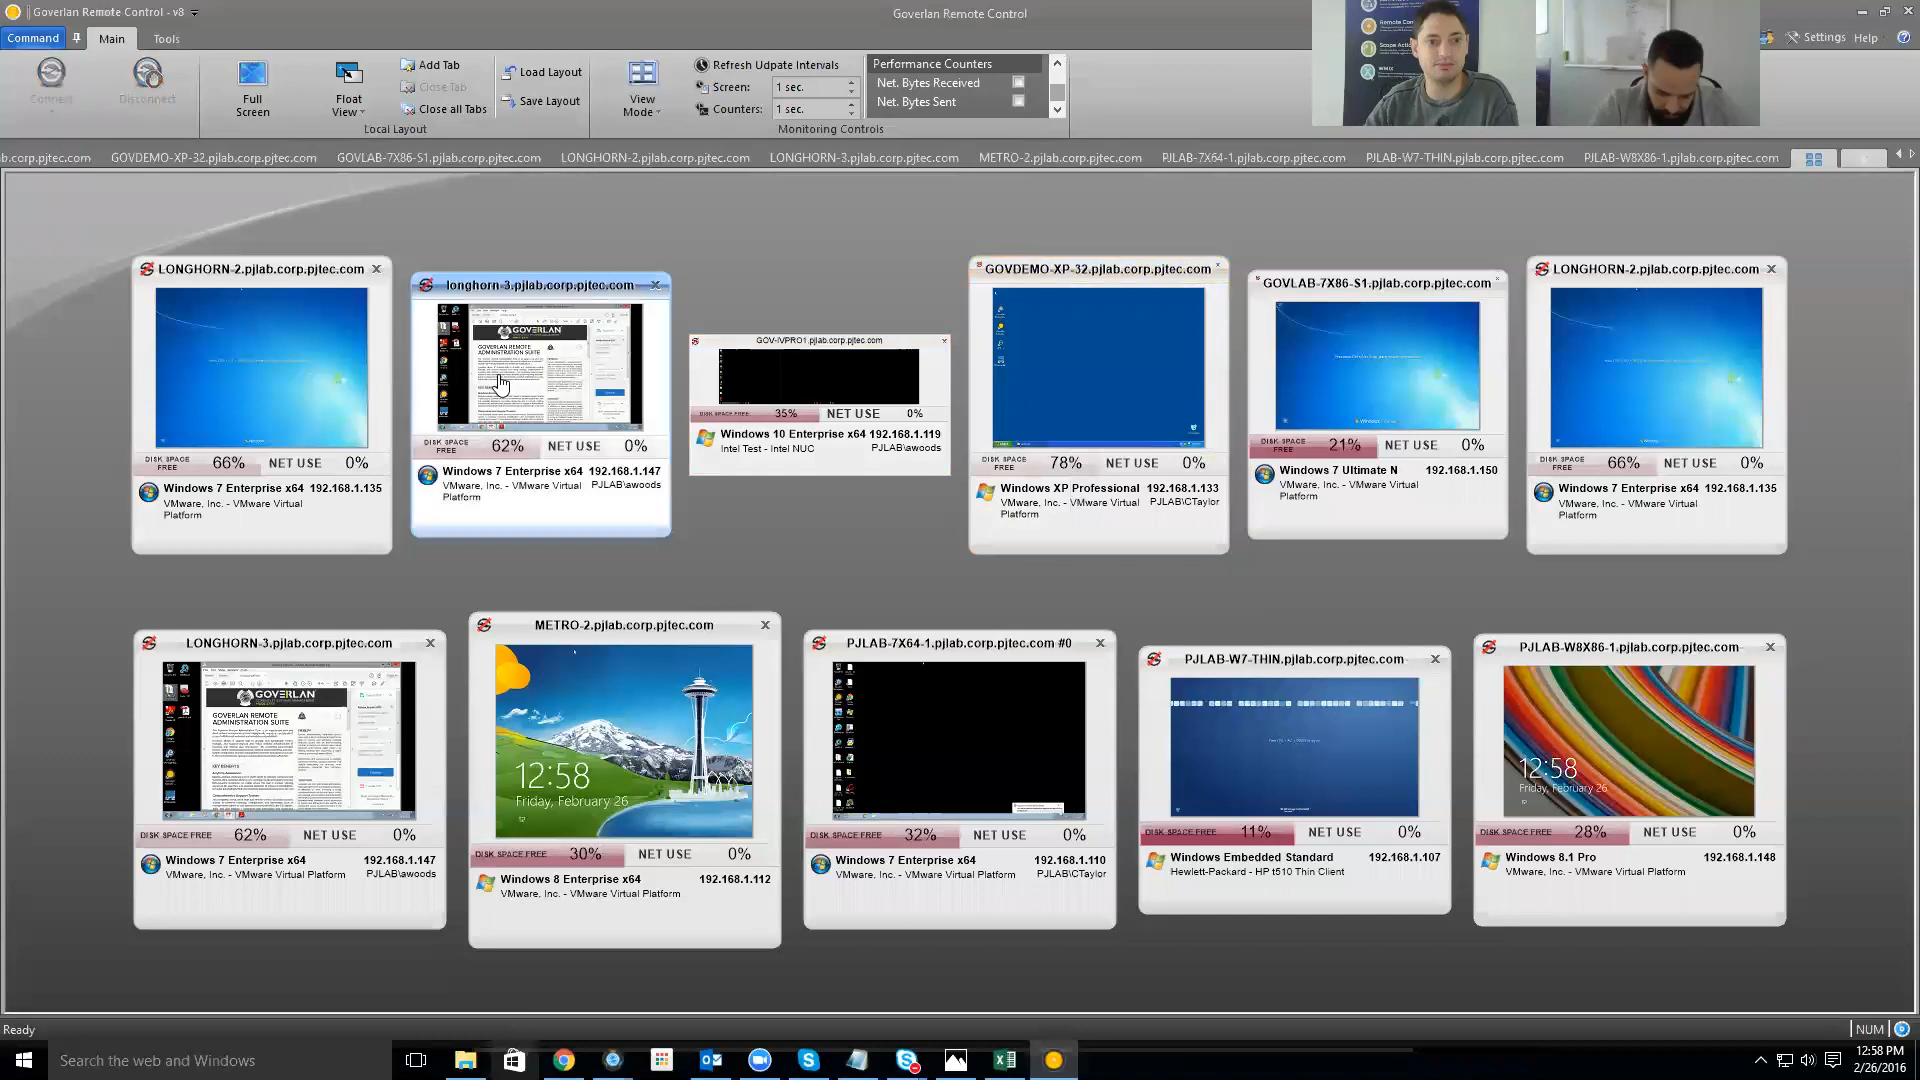 Goverlan Remote Control - v8
Goverlan Remote Control
Command
Main
Tools
Settings
Help
Connect
Disconnect
Full Screen
Float View
Add Tab
Close Tab
Close all Tabs
Load Layout
Save Layout
Local Layout
View Mode
Refresh Udpate Intervals
Screen:
1 sec.
Counters:
1 sec.
Monitoring Controls
Performance Counters
Net. Bytes Received
Net. Bytes Sent
b.corp.pjtec.com
GOVDEMO-XP-32.pjlab.corp.pjtec.com
GOVLAB-7X86-S1.pjlab.corp.pjtec.com
LONGHORN-2.pjlab.corp.pjtec.com
LONGHORN-3.pjlab.corp.pjtec.com
METRO-2.pjlab.corp.pjtec.com
PJLAB-7X64-1.pjlab.corp.pjtec.com
PJLAB-W7-THIN.pjlab.corp.pjtec.com
PJLAB-W8X86-1.pjlab.corp.pjtec.com
LONGHORN-2.pjlab.corp.pjtec.com
DISK SPACE FREE 66% NET USE 0%
Windows 7 Enterprise x64 192.168.1.135
VMware, Inc. - VMware Virtual
Platform
longhorn-3.pjlab.corp.pjtec.com
GOVERLAN
GOVERLAN REMOTE
ADMINISTRATION SUITE
DISK SPACE FREE 62% NET USE 0%
Windows 7 Enterprise x64 192.168.1.147
VMware, Inc. - VMware Virtual PJLAB\awoods
Platform
GOV-IVPRO1.pjlab.corp.pjtec.com
DISK SPACE FREE 35% NET USE 0%
Windows 10 Enterprise x64 192.168.1.119
Intel Test - Intel NUC PJLAB\awoods
GOVDEMO-XP-32.pjlab.corp.pjtec.com
DISK SPACE FREE 78% NET USE 0%
Windows XP Professional 192.168.1.133
VMware, Inc. - VMware Virtual PJLAB\CTaylor
Platform
GOVLAB-7X86-S1.pjlab.corp.pjtec.com
DISK SPACE FREE 21% NET USE 0%
Windows 7 Ultimate N 192.168.1.150
VMware, Inc. - VMware Virtual
Platform
LONGHORN-2.pjlab.corp.pjtec.com
DISK SPACE FREE 66% NET USE 0%
Windows 7 Enterprise x64 192.168.1.135
VMware, Inc. - VMware Virtual
Platform
LONGHORN-3.pjlab.corp.pjtec.com
GOVERLAN
GOVERLAN REMOTE
ADMINISTRATION SUITE
KEY BENEFITS
DISK SPACE FREE 62% NET USE 0%
Windows 7 Enterprise x64 192.168.1.147
VMware, Inc. - VMware Virtual Platform PJLAB\awoods
METRO-2.pjlab.corp.pjtec.com
12:58
Friday, February 26
DISK SPACE FREE 30% NET USE 0%
Windows 8 Enterprise x64 192.168.1.112
VMware, Inc. - VMware Virtual Platform
PJLAB-7X64-1.pjlab.corp.pjtec.com #0
DISK SPACE FREE 32% NET USE 0%
Windows 7 Enterprise x64 192.168.1.110
VMware, Inc. - VMware Virtual Platform PJLAB\CTaylor
PJLAB-W7-THIN.pjlab.corp.pjtec.com
DISK SPACE FREE 11% NET USE 0%
Windows Embedded Standard 192.168.1.107
Hewlett-Packard - HP t510 Thin Client
PJLAB-W8X86-1.pjlab.corp.pjtec.com
12:58
Friday, February 26
DISK SPACE FREE 28% NET USE 0%
Windows 8.1 Pro 192.168.1.148
VMware, Inc. - VMware Virtual Platform
Ready
NUM
Search the web and Windows
12:58 PM
2/26/2016